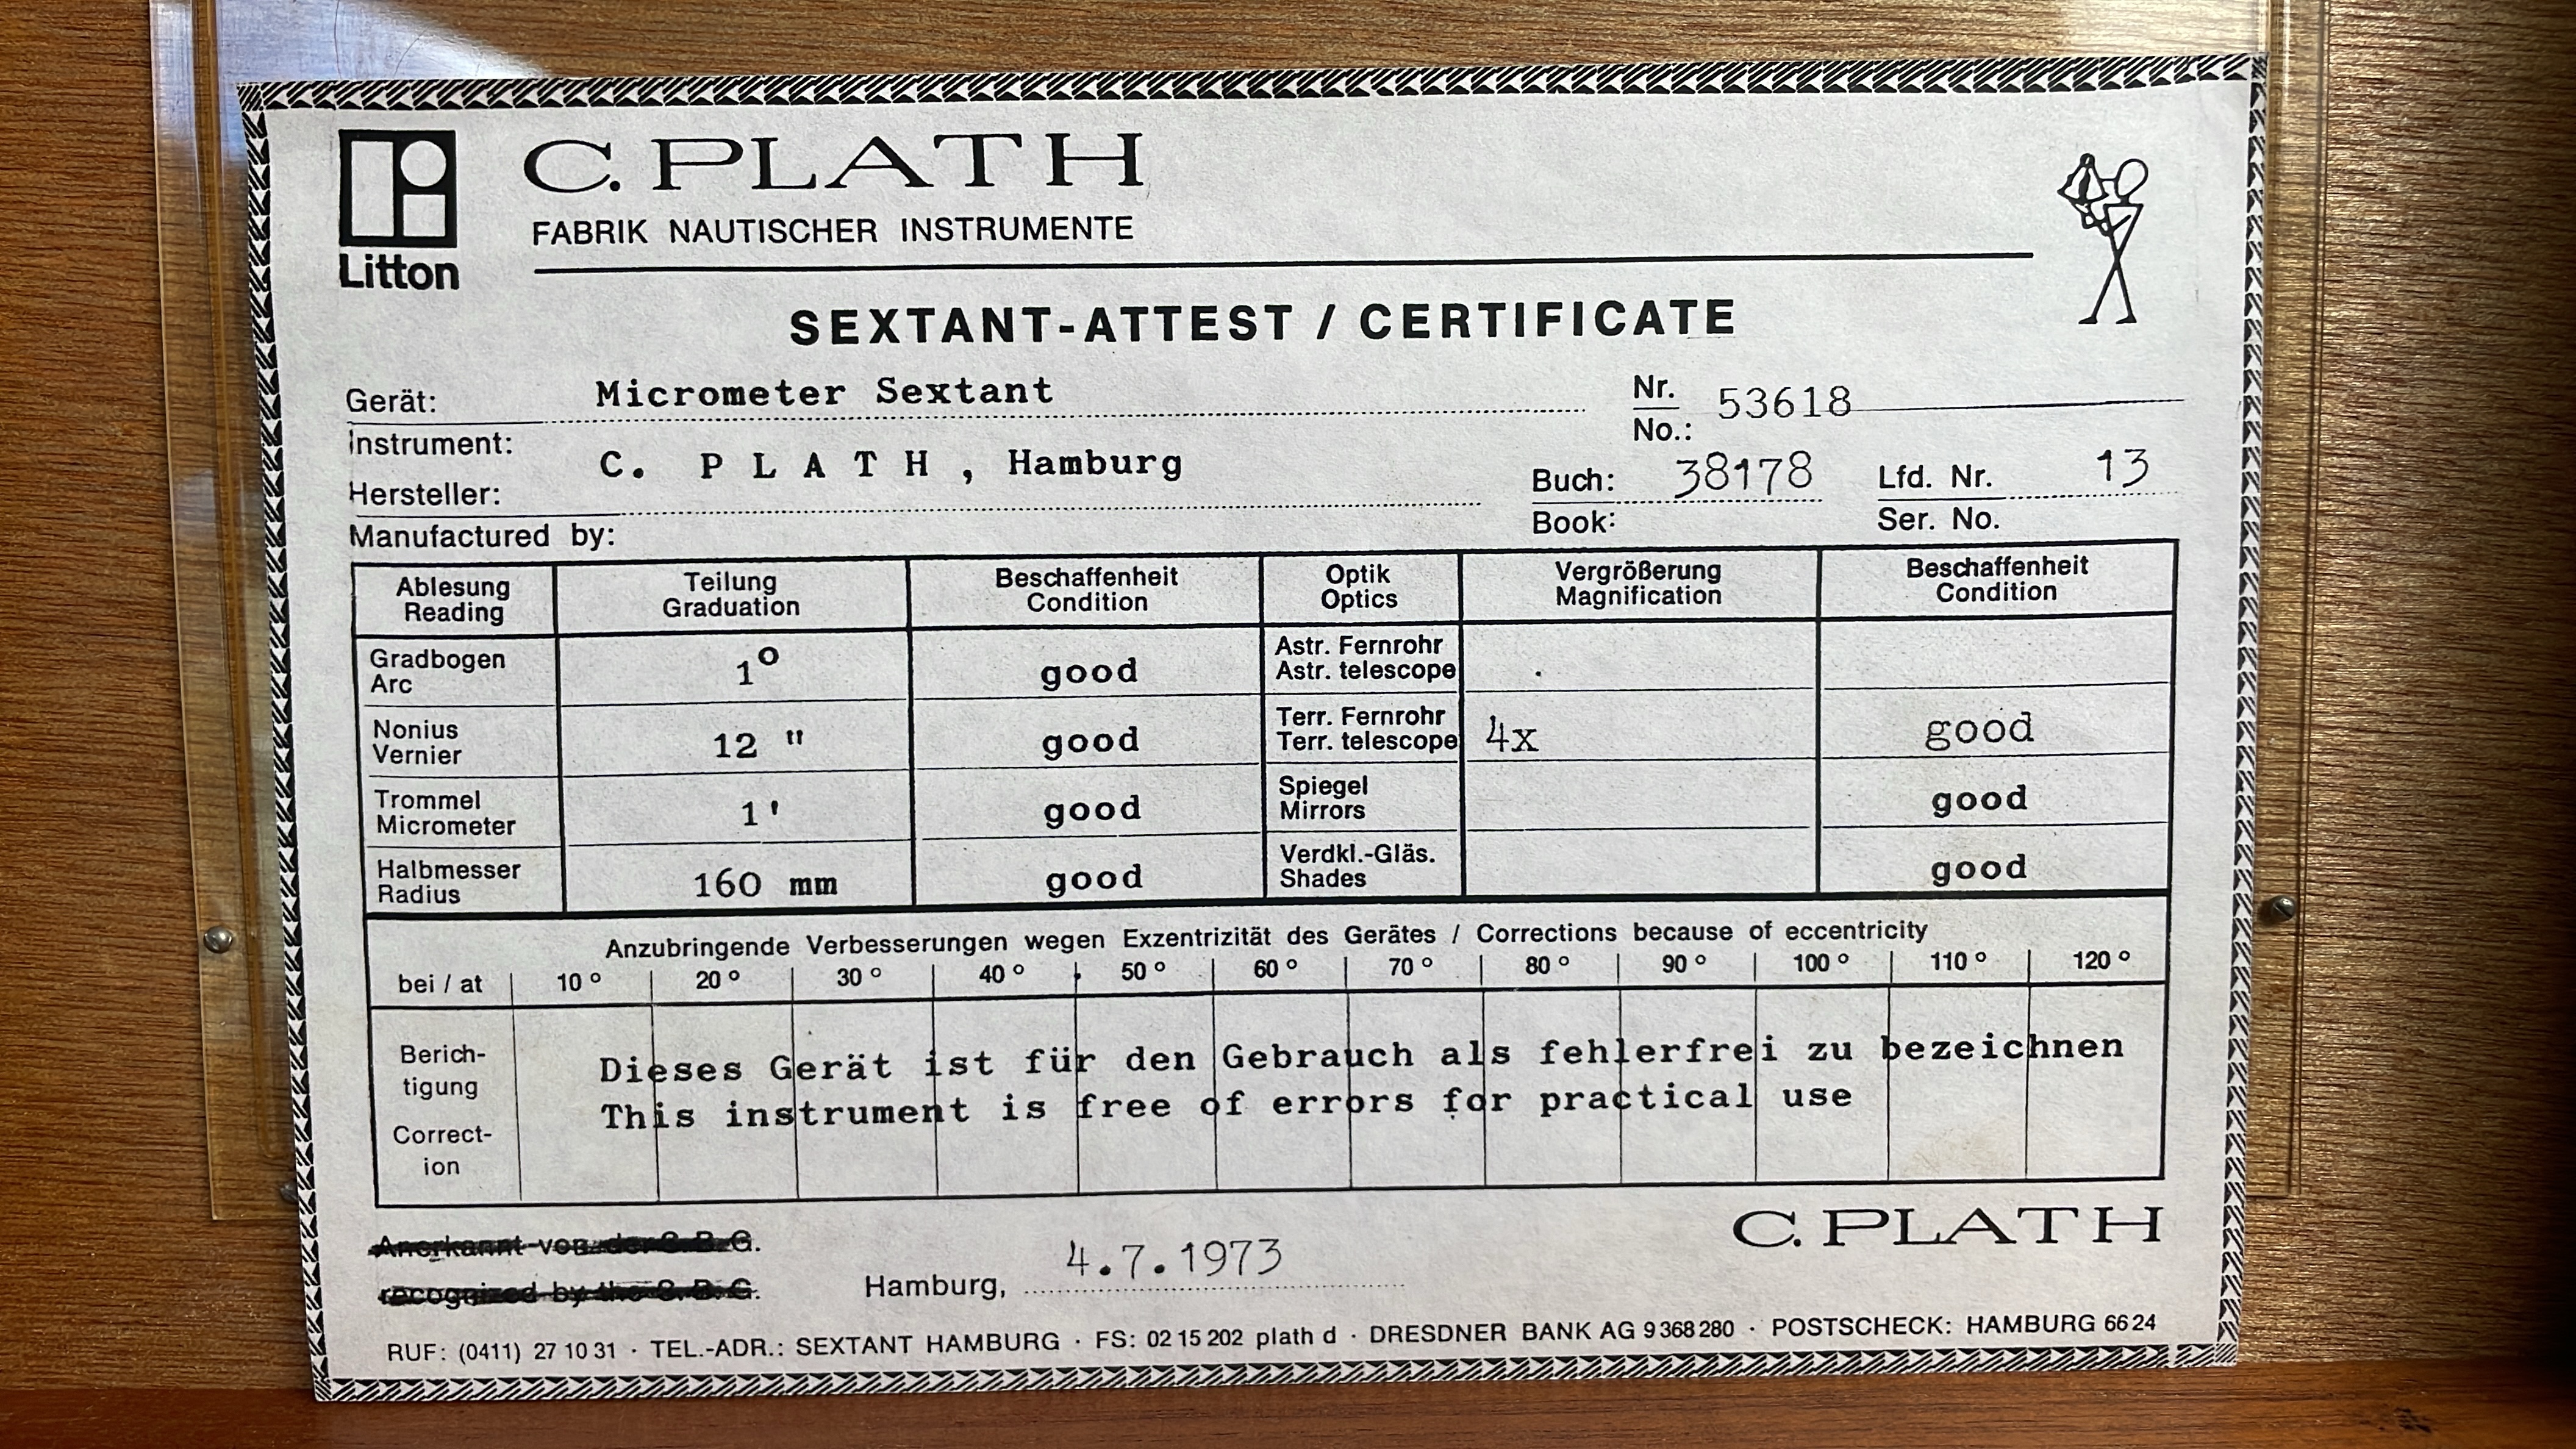 C. PLATH
FABRIK NAUTISCHER INSTRUMENTE
Litton
SEXTANT-ATTEST / CERTIFICATE
Gerät: Micrometer Sextant Nr. 53618
Instrument: No.:
Hersteller: C. PLATH, Hamburg Buch: 38178 Lfd. Nr. 13
Manufactured by: Book: Ser. No.
Ablesung Teilung Beschaffenheit Optik Vergrößerung Beschaffenheit
Reading Graduation Condition Optics Magnification Condition
Gradbogen 1° good Astr. Fernrohr
Arc Astr. telescope
Nonius 12 " good Terr. Fernrohr 4x good
Vernier Terr. telescope
Trommel 1' good Spiegel good
Micrometer Mirrors
Halbmesser 160 mm good Verdkl.-Gläs. good
Radius Shades
Anzubringende Verbesserungen wegen Exzentrizität des Gerätes / Corrections because of eccentricity
bei / at 10° 20° 30° 40° 50° 60° 70° 80° 90° 100° 110° 120°
Berich-
tigung
Correct-
ion
Dieses Gerät ist für den Gebrauch als fehlerfrei zu bezeichnen
This instrument is free of errors for practical use
C. PLATH
Anerkannt von der S.B.G.
recognized by the S.B.G.
Hamburg, 4.7.1973
RUF: (0411) 27 10 31 · TEL.-ADR.: SEXTANT HAMBURG · FS: 02 15 202 plath d · DRESDNER BANK AG 9 368 280 · POSTSCHECK: HAMBURG 66 24